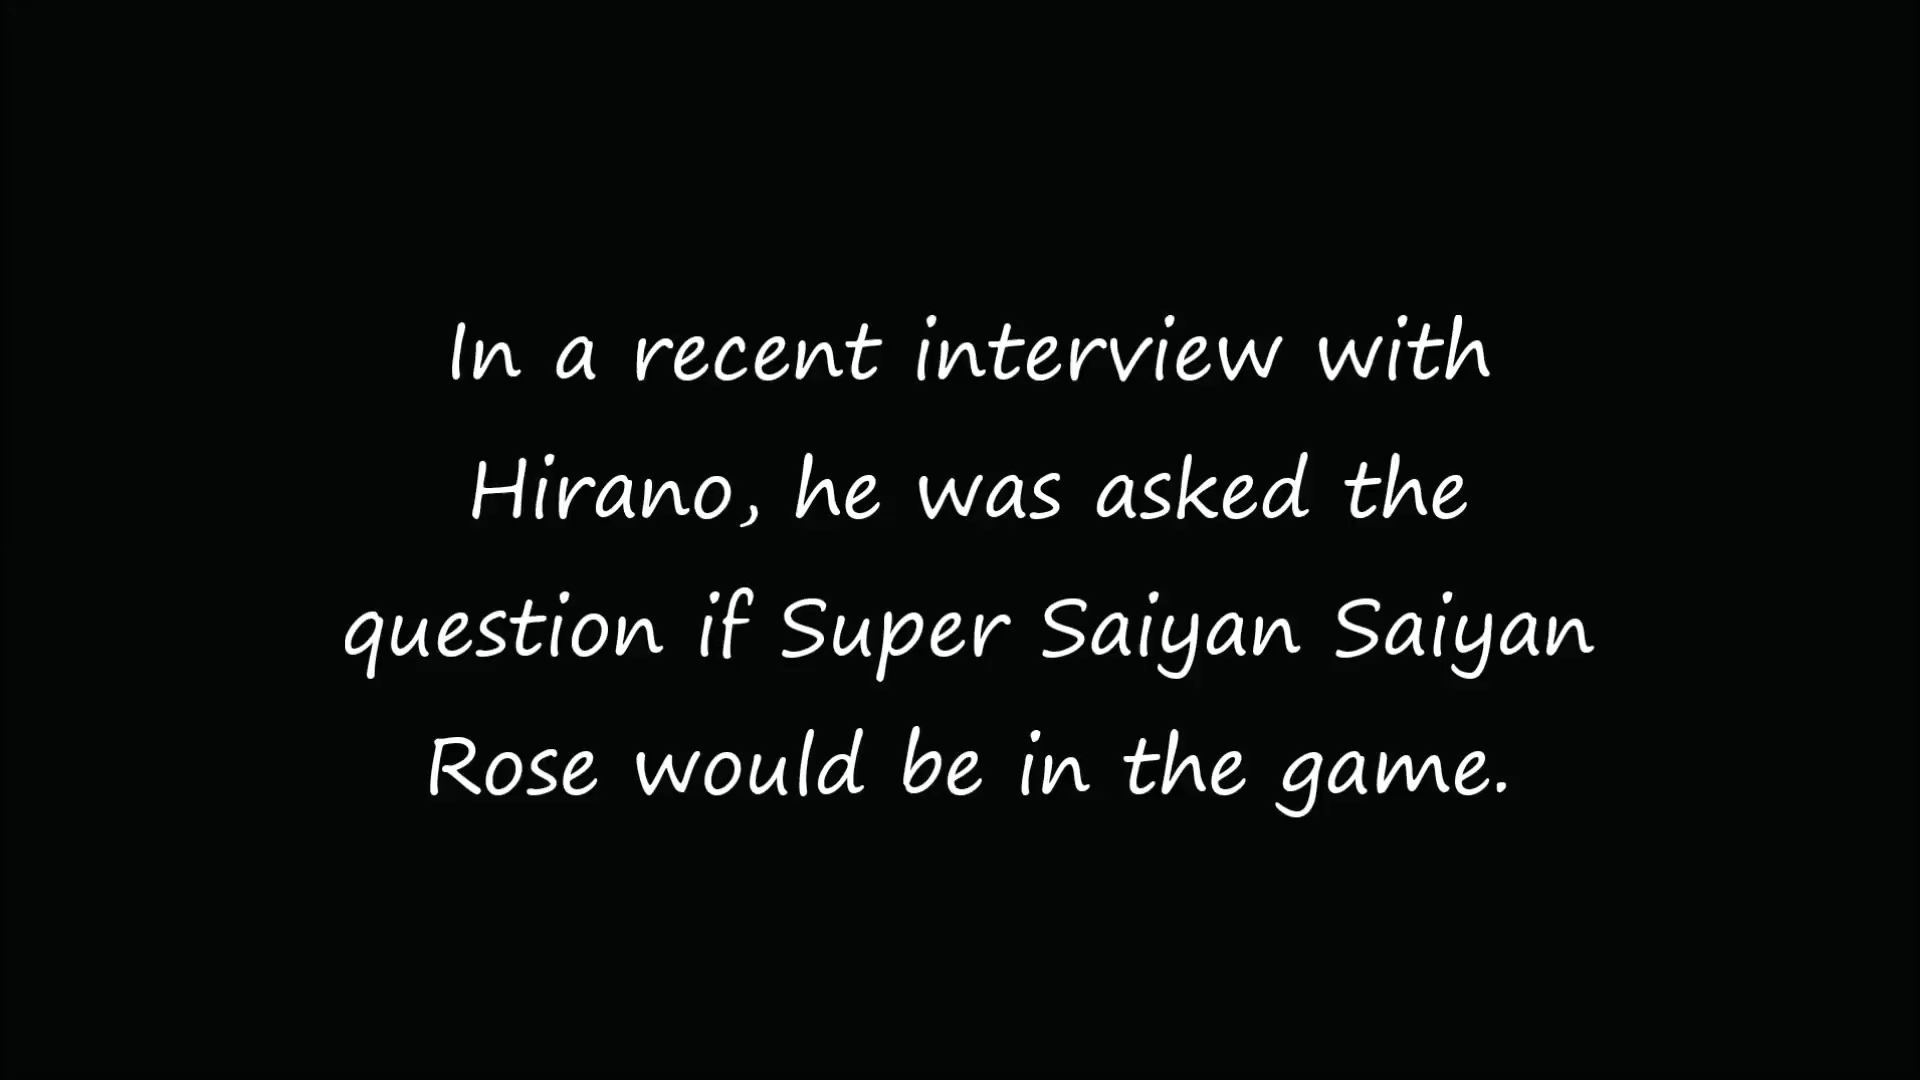 In a recent interview with
Hirano, he was asked the
question if Super Saiyan Saiyan
Rose would be in the game.